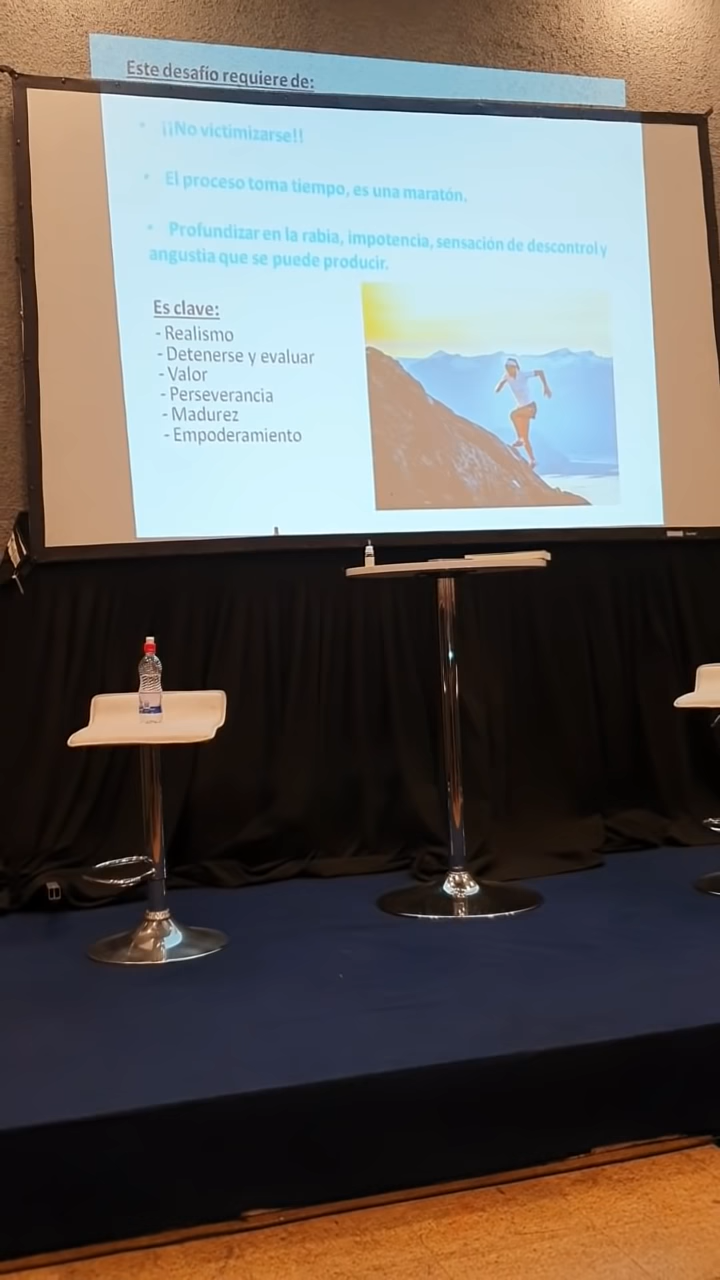 Este desafío requiere de:
• ¡¡No victimizarse!!
• El proceso toma tiempo, es una maratón.
• Profundizar en la rabia, impotencia, sensación de descontrol y
angustia que se puede producir.
Es clave:
- Realismo
- Detenerse y evaluar
- Valor
- Perseverancia
- Madurez
- Empoderamiento